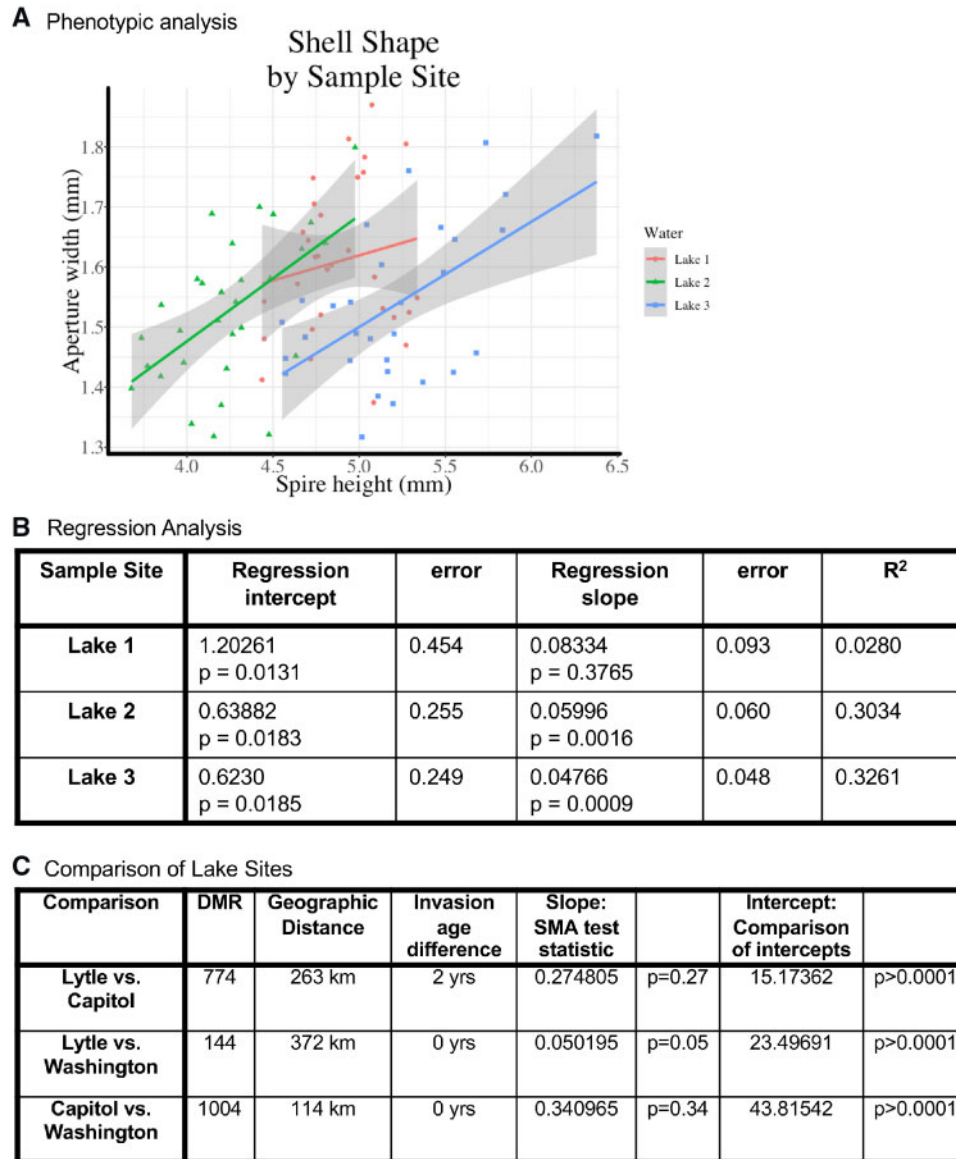 A Phenotypic analysis
Shell Shape
by Sample Site
Aperture width (mm)
1.8
1.7
1.6
1.5
1.4
1.3
4.0 4.5 5.0 5.5 6.0 6.5
Spire height (mm)
Water
Lake 1
Lake 2
Lake 3
B Regression Analysis
Sample Site Regression intercept error Regression slope error R²
Lake 1 1.20261 0.454 0.08334 0.093 0.0280
p = 0.0131 p = 0.3765
Lake 2 0.63882 0.255 0.05996 0.060 0.3034
p = 0.0183 p = 0.0016
Lake 3 0.6230 0.249 0.04766 0.048 0.3261
p = 0.0185 p = 0.0009
C Comparison of Lake Sites
Comparison DMR Geographic Distance Invasion age difference Slope: SMA test statistic Intercept: Comparison of intercepts
Lytle vs. Capitol 774 263 km 2 yrs 0.274805 p=0.27 15.17362 p>0.0001
Lytle vs. Washington 144 372 km 0 yrs 0.050195 p=0.05 23.49691 p>0.0001
Capitol vs. Washington 1004 114 km 0 yrs 0.340965 p=0.34 43.81542 p>0.0001